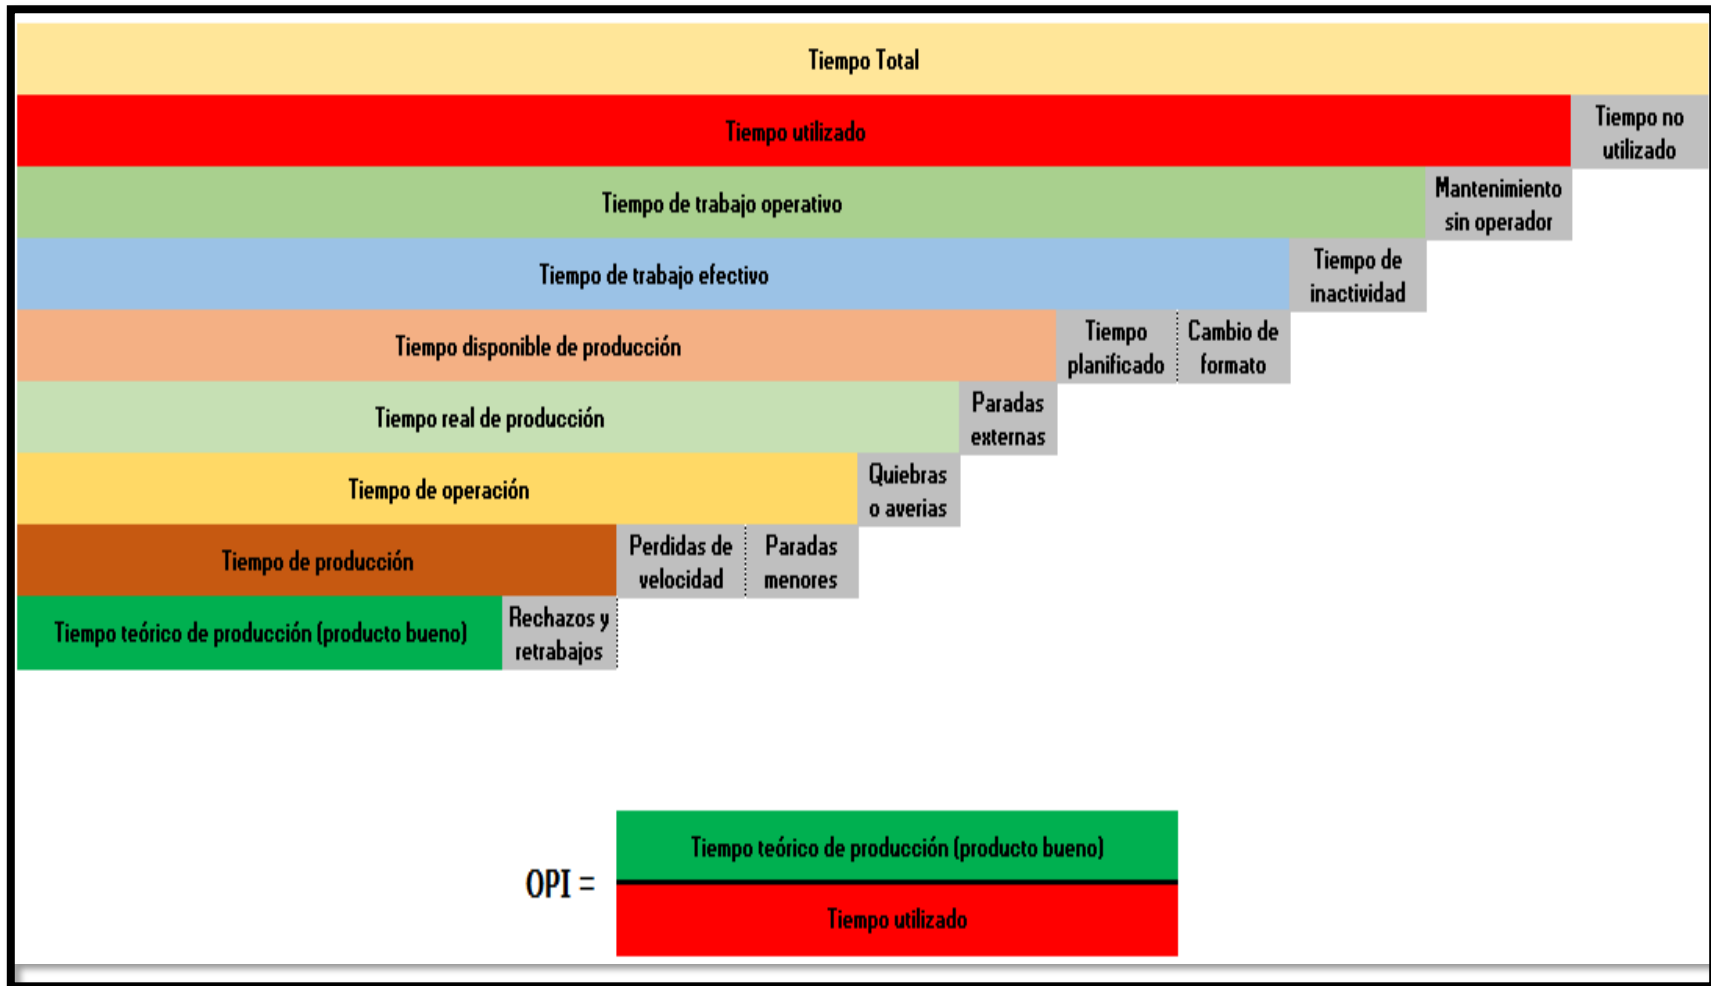 Tiempo Total
Tiempo utilizado
Tiempo no
utilizado
Tiempo de trabajo operativo
Mantenimiento
sin operador
Tiempo de trabajo efectivo
Tiempo de
inactividad
Tiempo disponible de producción
Tiempo
planificado
Cambio de
formato
Tiempo real de producción
Paradas
externas
Tiempo de operación
Quiebras
o averias
Tiempo de producción
Perdidas de
velocidad
Paradas
menores
Tiempo teórico de producción (producto bueno)
Rechazos y
retrabajos
OPI =
Tiempo teórico de producción (producto bueno)
Tiempo utilizado